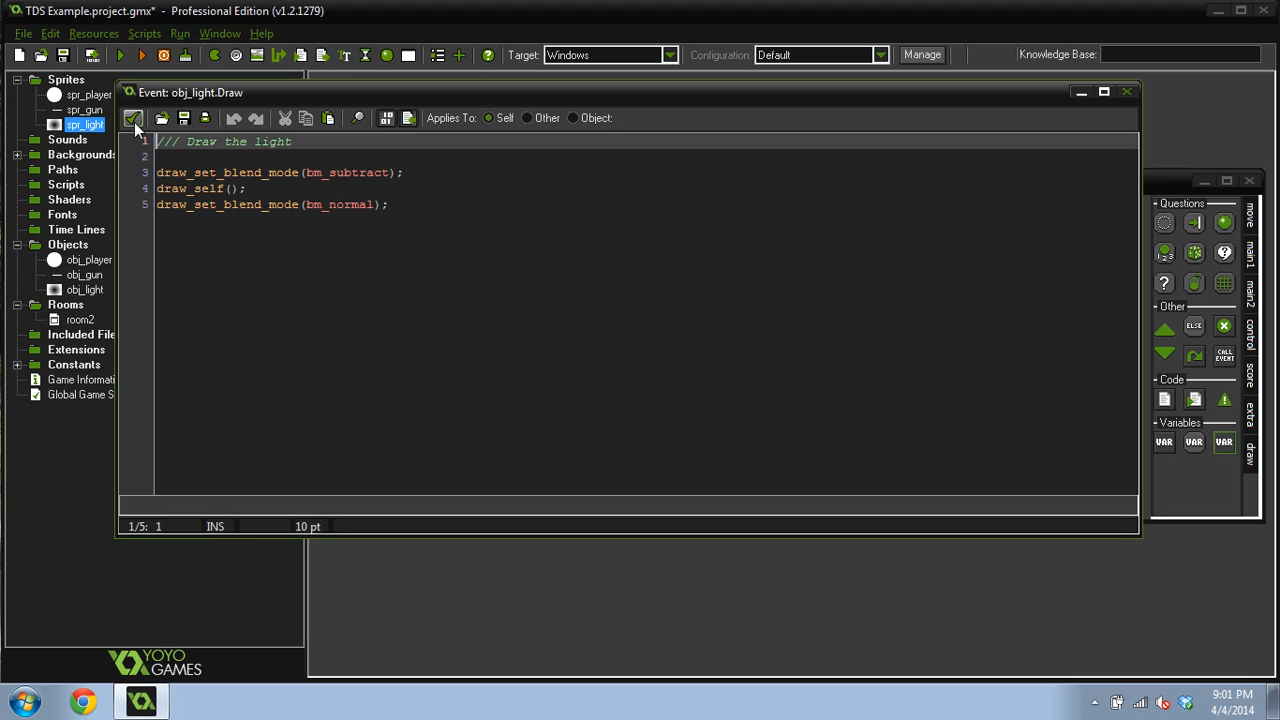 TDS Example.project.gmx* - Professional Edition (v1.2.1279)
File Edit Resources Scripts Run Window Help
Target: Windows Configuration: Default Manage Knowledge Base:
Sprites
spr_player
spr_gun
spr_light
Sounds
Backgrounds
Paths
Scripts
Shaders
Fonts
Time Lines
Objects
obj_player
obj_gun
obj_light
Rooms
room2
Included File
Extensions
Constants
Game Informati
Global Game S
Event: obj_light.Draw
Applies To: Self Other Object:
1 /// Draw the light
2
3 draw_set_blend_mode(bm_subtract);
4 draw_self();
5 draw_set_blend_mode(bm_normal);
1/5: 1 INS 10 pt
Questions
Other
ELSE
CALL EVENT
Code
Variables
VAR VAR VAR
move
main1
main2
control
score
extra
draw
YOYO
GAMES
9:01 PM
4/4/2014